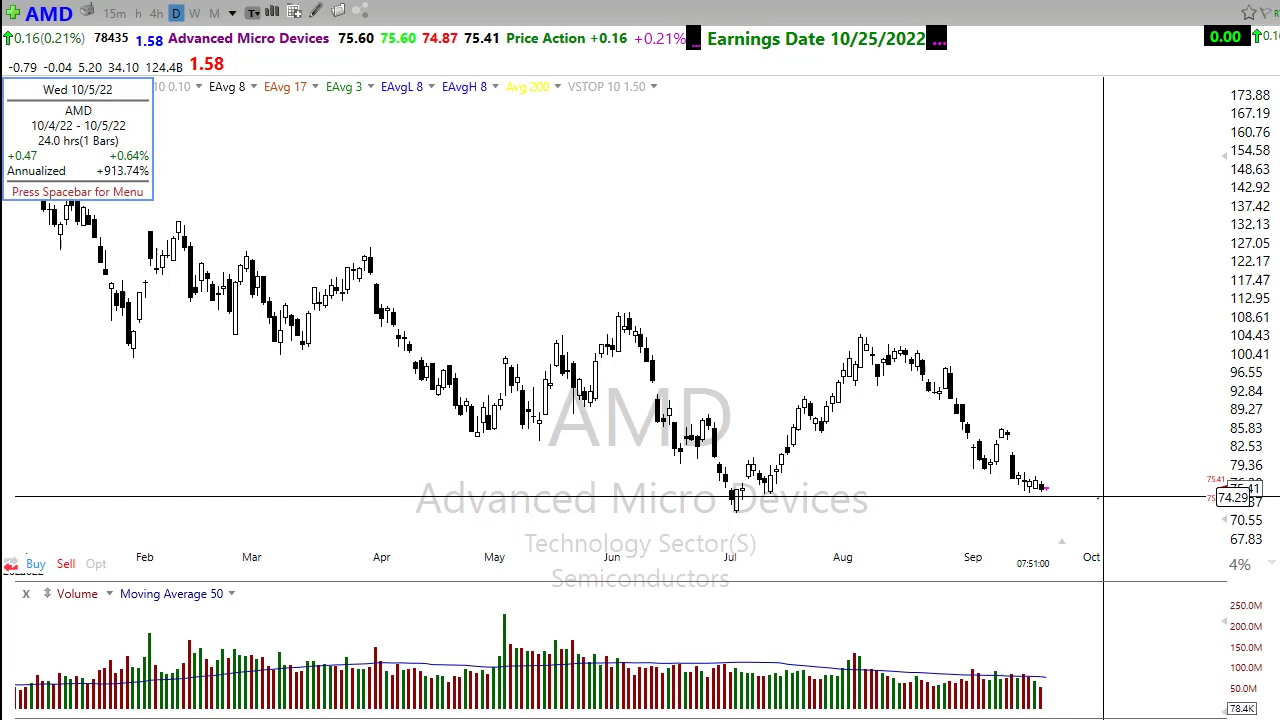 AMD 15m h 4h D W M T
0.16(0.21%) 78435 1.58 Advanced Micro Devices 75.60 75.60 74.87 75.41 Price Action +0.16 +0.21% ... Earnings Date 10/25/2022 ... 0.00
-0.79 -0.04 5.20 34.10 124.4B 1.58
10 0.10 EAvg 8 EAvg 17 EAvg 3 EAvgL 8 EAvgH 8 Avg 200 VSTOP 10 1.50
Wed 10/5/22
AMD
10/4/22 - 10/5/22
24.0 hrs(1 Bars)
+0.47 +0.64%
Annualized +913.74%
Press Spacebar for Menu
173.88
167.19
160.76
154.58
148.63
142.92
137.42
132.13
127.05
122.17
117.47
112.95
108.61
104.43
100.41
96.55
92.84
89.27
85.83
82.53
79.36
75.41
74.29
70.55
67.83
4%
AMD
Advanced Micro Devices
Technology Sector(S)
Semiconductors
Feb Mar Apr May Jun Jul Aug Sep Oct
07:51:00
Buy Sell Opt
x Volume Moving Average 50
250.0M
200.0M
150.0M
100.0M
50.0M
78.4K